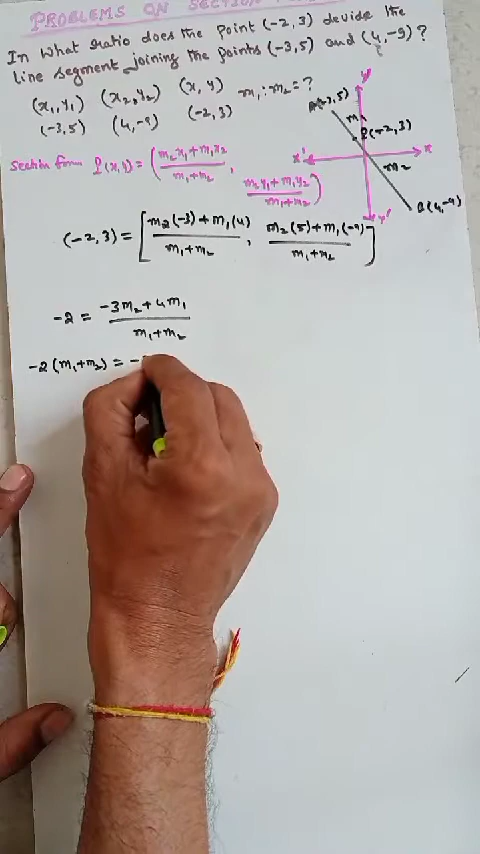 PROBLEMS ON SECTION
In what ratio does the point (-2, 3) devide the
line segment joining the points (-3, 5) and (4, -9) ?
(x₁, y₁) (x₂, y₂) (x, y) m₁ : m₂ = ?
(-3, 5) (4, -9) (-2, 3)
y'
A(-3, 5)
m₁
P(-2, 3)
x' x
m₂
B(4, -9)
y'
section form P(x, y) = (m₂x₁ + m₁x₂ / m₁ + m₂, m₂y₁ + m₁y₂ / m₁ + m₂)
(-2, 3) = [m₂(-3) + m₁(4) / m₁ + m₂, m₂(5) + m₁(-9) / m₁ + m₂]
-2 = -3m₂ + 4m₁ / m₁ + m₂
-2(m₁ + m₂) = -